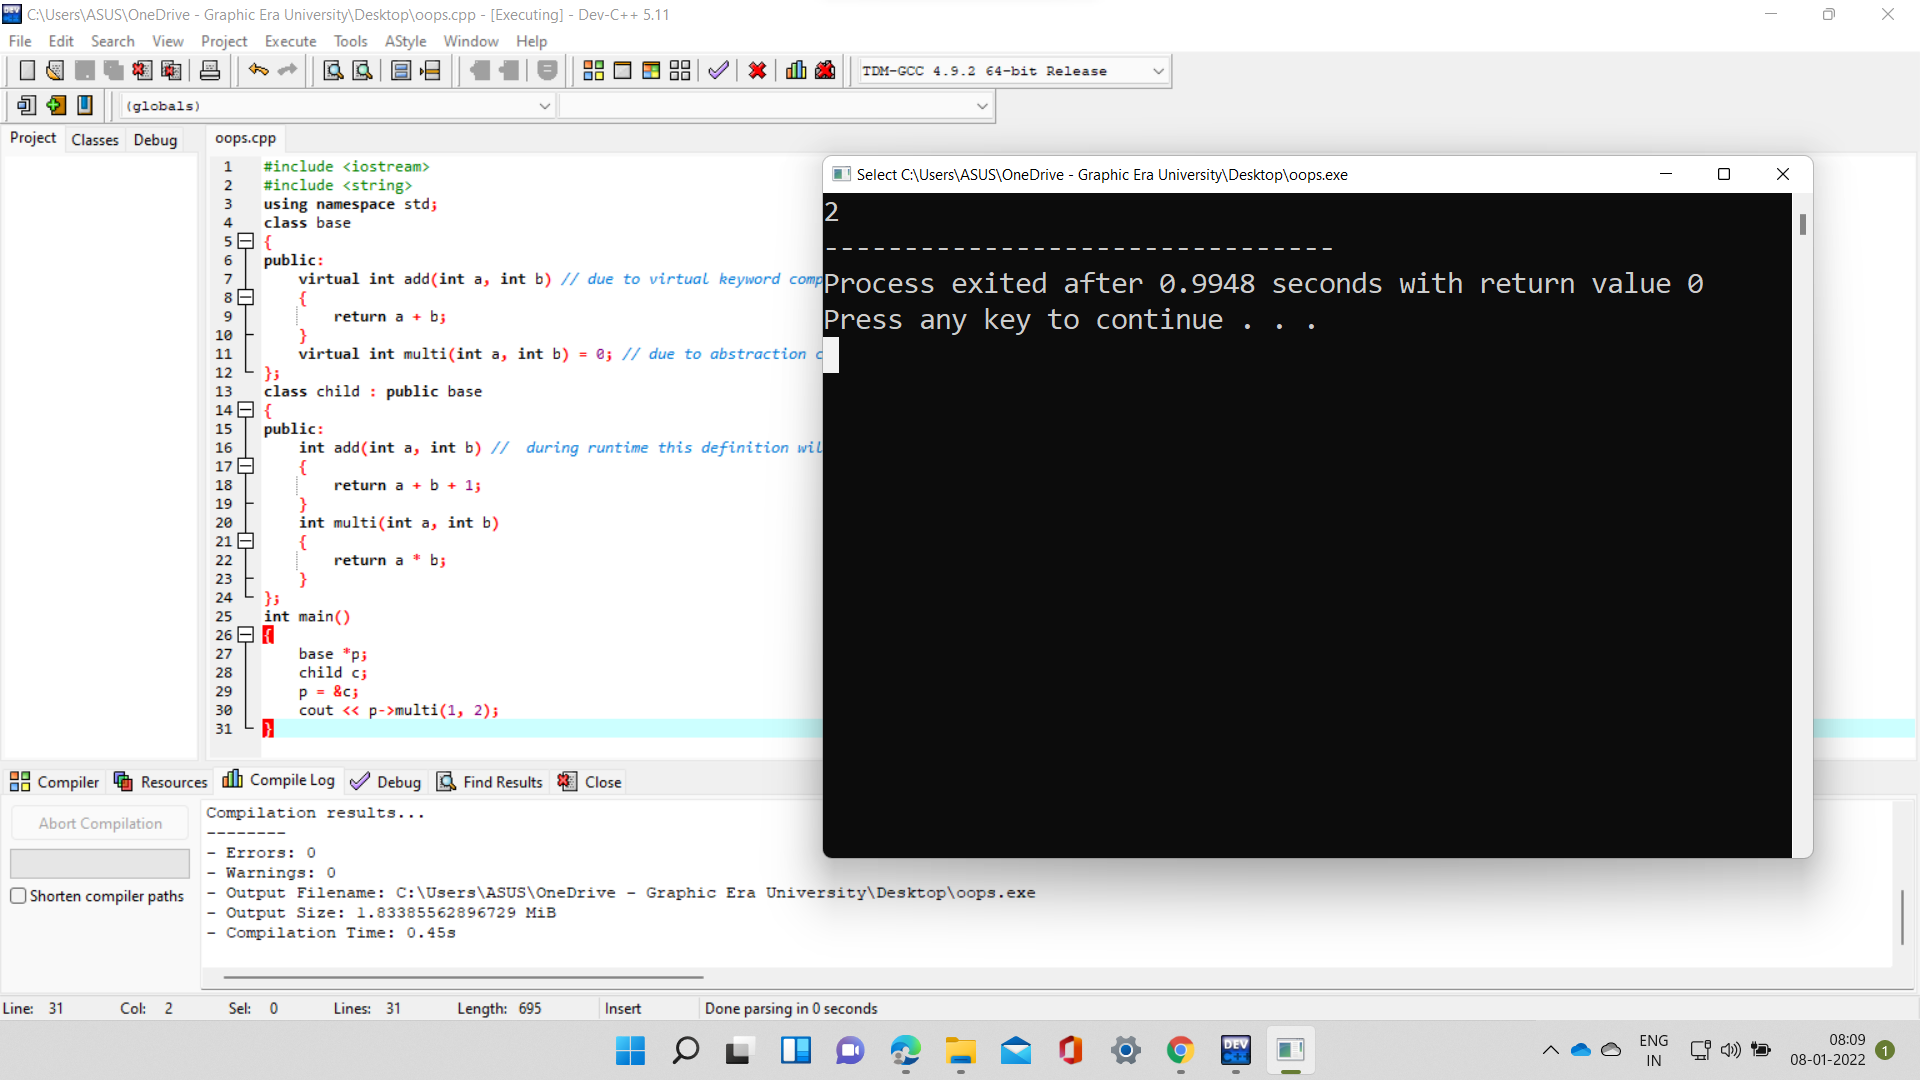 C:\Users\ASUS\OneDrive - Graphic Era University\Desktop\oops.cpp - [Executing] - Dev-C++ 5.11
File Edit Search View Project Execute Tools AStyle Window Help
TDM-GCC 4.9.2 64-bit Release
(globals)
Project Classes Debug oops.cpp
1 #include <iostream>
2 #include <string>
3 using namespace std;
4 class base
5 {
6 public:
7 virtual int add(int a, int b) // due to virtual keyword comp
8 {
9 return a + b;
10 }
11 virtual int multi(int a, int b) = 0; // due to abstraction c
12 };
13 class child : public base
14 {
15 public:
16 int add(int a, int b) // during runtime this definition wil
17 {
18 return a + b + 1;
19 }
20 int multi(int a, int b)
21 {
22 return a * b;
23 }
24 };
25 int main()
26 {
27 base *p;
28 child c;
29 p = &c;
30 cout << p->multi(1, 2);
31 }
Select C:\Users\ASUS\OneDrive - Graphic Era University\Desktop\oops.exe
2
--------------------------------
Process exited after 0.9948 seconds with return value 0
Press any key to continue . . .
Compiler Resources Compile Log Debug Find Results Close
Abort Compilation
Shorten compiler paths
Compilation results...
--------
- Errors: 0
- Warnings: 0
- Output Filename: C:\Users\ASUS\OneDrive - Graphic Era University\Desktop\oops.exe
- Output Size: 1.83385562896729 MiB
- Compilation Time: 0.45s
Line: 31 Col: 2 Sel: 0 Lines: 31 Length: 695 Insert Done parsing in 0 seconds
DEV C++
ENG
IN
08:09
08-01-2022
1